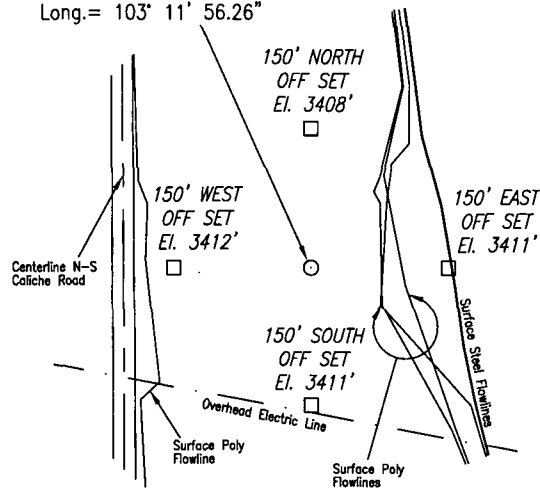 Long.= 103° 11' 56.26"
150' NORTH
OFF SET
El. 3408'
150' WEST
OFF SET
El. 3412'
150' EAST
OFF SET
El. 3411'
Centerline N-S
Caliche Road
150' SOUTH
OFF SET
El. 3411'
Surface Steel Flowlines
Overhead Electric Line
Surface Poly
Flowline
Surface Poly
Flowlines